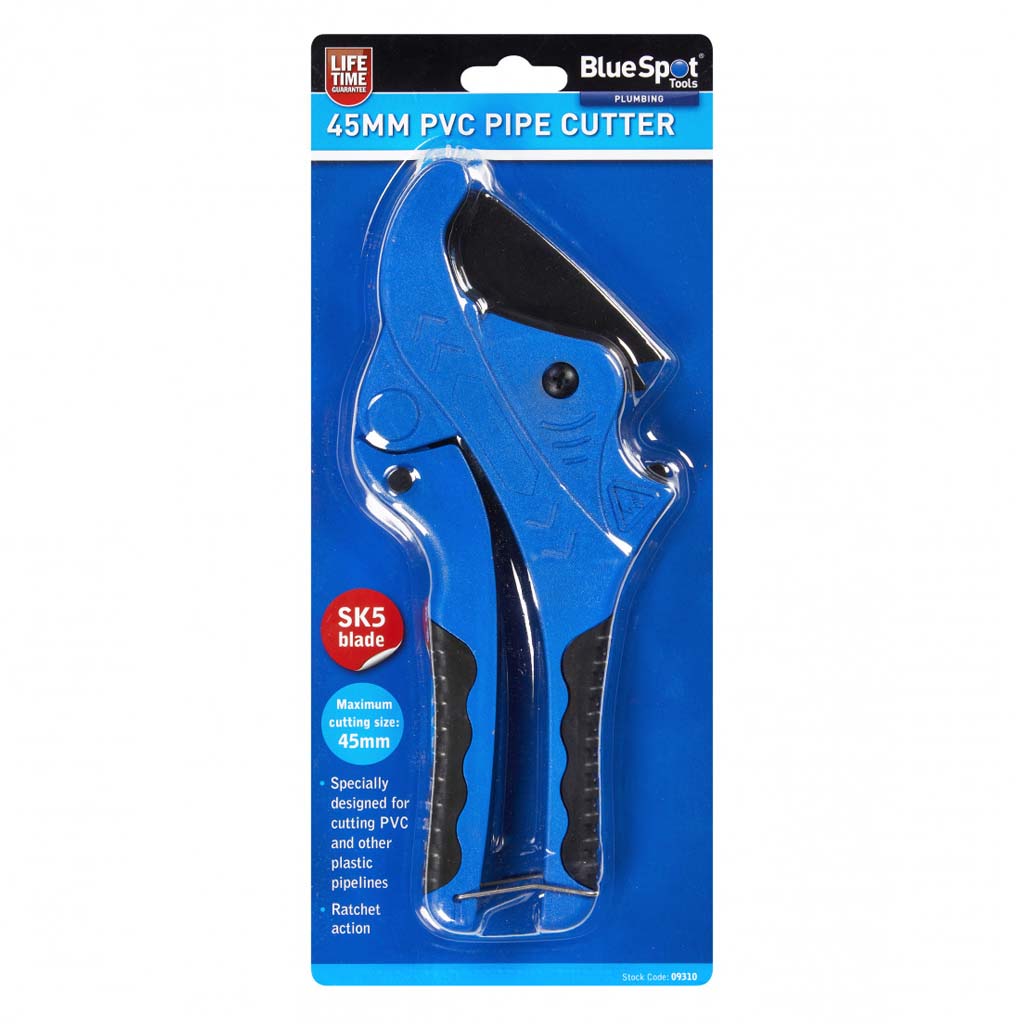 LIFE
TIME
GUARANTEE
BlueSpot®
Tools
PLUMBING
45MM PVC PIPE CUTTER
SK5
blade
Maximum
cutting size:
45mm
• Specially
designed for
cutting PVC
and other
plastic
pipelines
• Ratchet
action
Stock Code: 09310